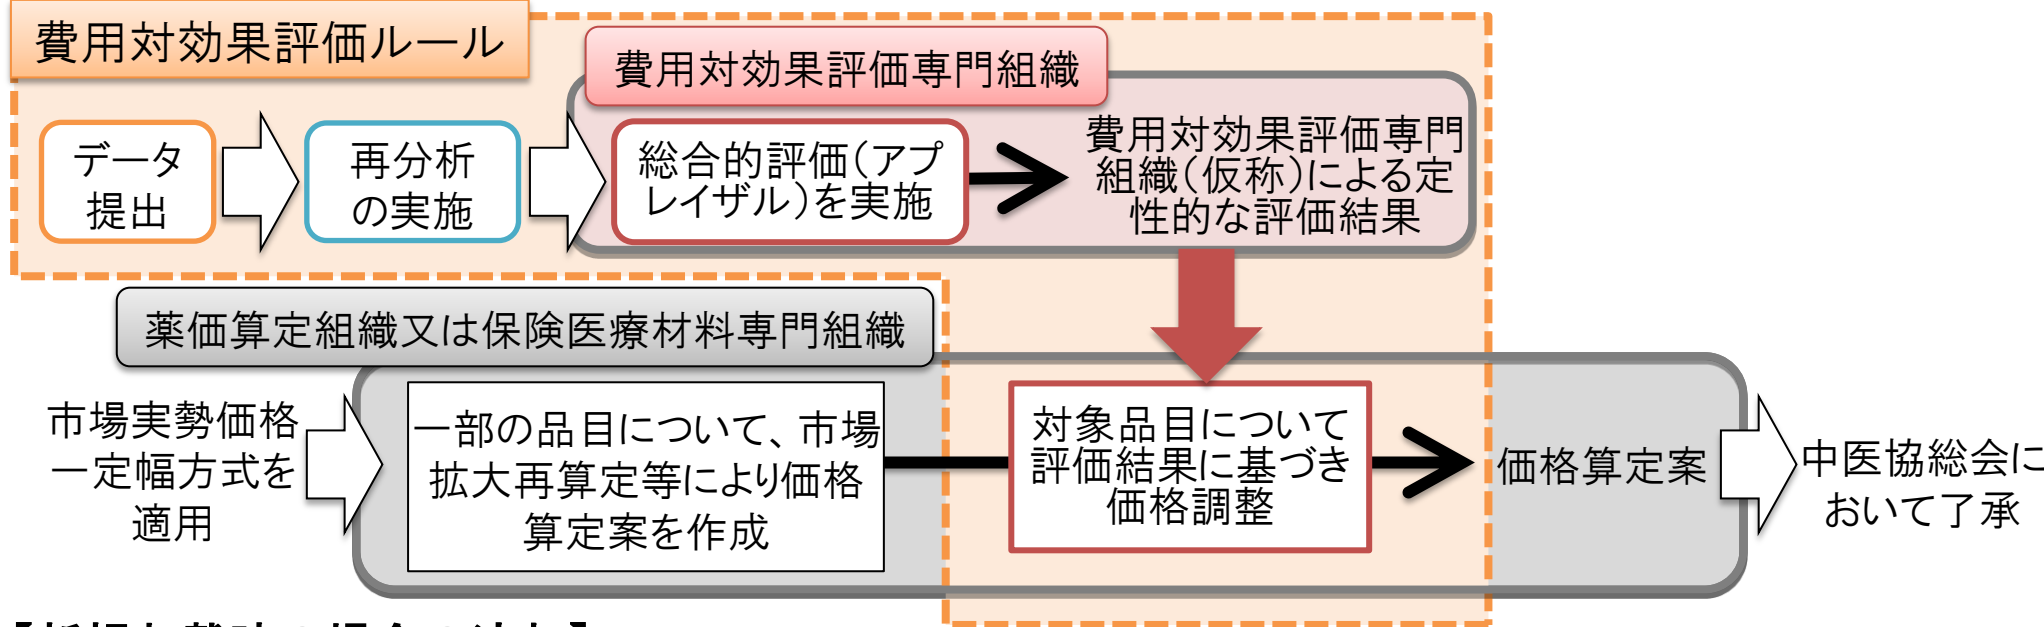 費用対効果評価ルール
費用対効果評価専門組織
データ
提出
再分析
の実施
総合的評価(アプ
レイザル)を実施
費用対効果評価専門
組織(仮称)による定
性的な評価結果
薬価算定組織又は保険医療材料専門組織
市場実勢価格
一定幅方式を
適用
一部の品目について、市場
拡大再算定等により価格
算定案を作成
対象品目について
評価結果に基づき
価格調整
価格算定案
中医協総会に
おいて了承